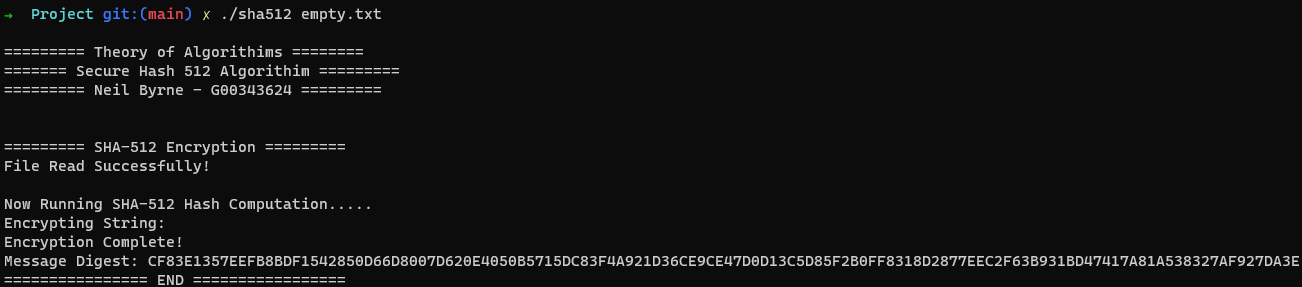 → Project git:(main) ✗ ./sha512 empty.txt
========= Theory of Algorithims ========
======= Secure Hash 512 Algorithim =========
========= Neil Byrne - G00343624 =========
========= SHA-512 Encryption =========
File Read Successfully!
Now Running SHA-512 Hash Computation.....
Encrypting String:
Encryption Complete!
Message Digest: CF83E1357EEFB8BDF1542850D66D8007D620E4050B5715DC83F4A921D36CE9CE47D0D13C5D85F2B0FF8318D2877EEC2F63B931BD47417A81A538327AF927DA3E
================ END =================